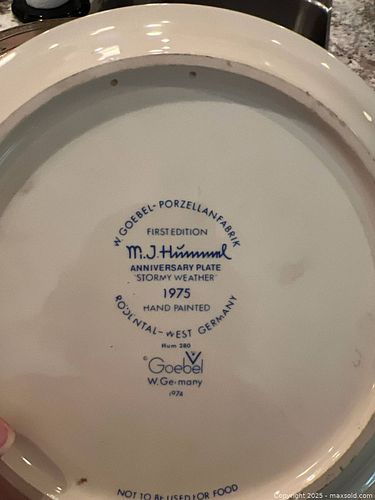 W. GOEBEL-PORZELLANFABRIK
FIRST EDITION
M.J.Hummel
ANNIVERSARY PLATE
"STORMY WEATHER"
1975
HAND PAINTED
RÖDENTAL-WEST GERMANY
Hum 280
© Goebel
W.Germany
1974
NOT TO BE USED FOR FOOD
Copyright 2025 - maxsold.com